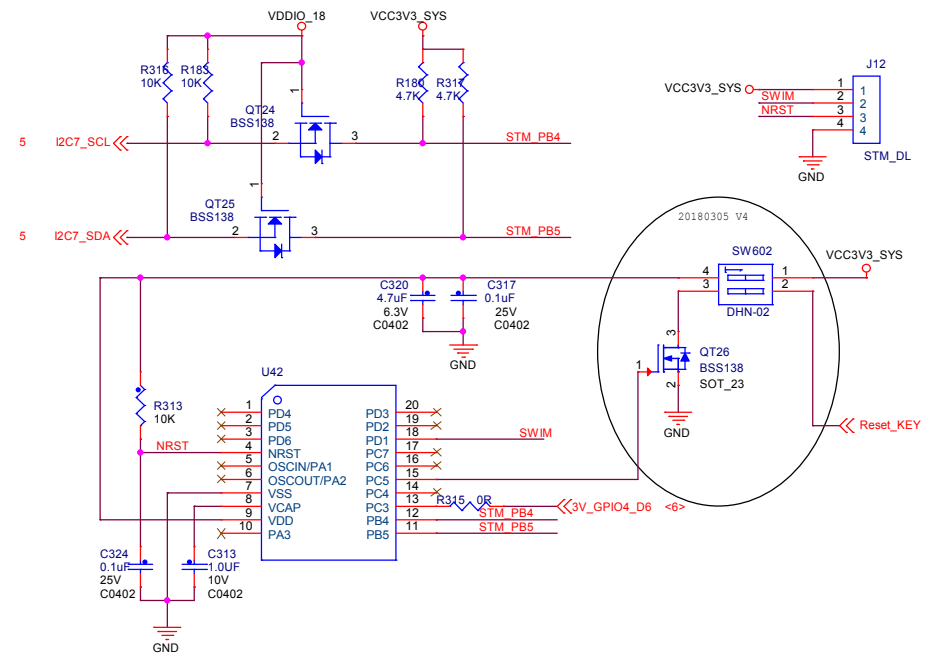 VDDIO_18
VCC3V3_SYS
R316
10K
R183
10K
R180
4.7K
R317
4.7K
QT24
BSS138
1
2
3
5
I2C7_SCL
STM_PB4
QT25
BSS138
1
2
3
5
I2C7_SDA
STM_PB5
J12
VCC3V3_SYS
SWIM
NRST
1
2
3
4
1
2
3
4
GND
STM_DL
20180305 V4
SW602
VCC3V3_SYS
4
3
1
2
DHN-02
C320
4.7uF
6.3V
C0402
C317
0.1uF
25V
C0402
GND
3
QT26
BSS138
SOT_23
1
2
GND
Reset_KEY
U42
R313
10K
NRST
1 PD4
2 PD5
3 PD6
4 NRST
5 OSCIN/PA1
6 OSCOUT/PA2
7 VSS
8 VCAP
9 VDD
10 PA3
PD3 20
PD2 19
PD1 18
PC7 17
PC6 16
PC5 15
PC4 14
PC3 13
PB4 12
PB5 11
SWIM
R315 0R
3V_GPIO4_D6 <6>
STM_PB4
STM_PB5
C324
0.1uF
25V
C0402
C313
1.0UF
10V
C0402
GND